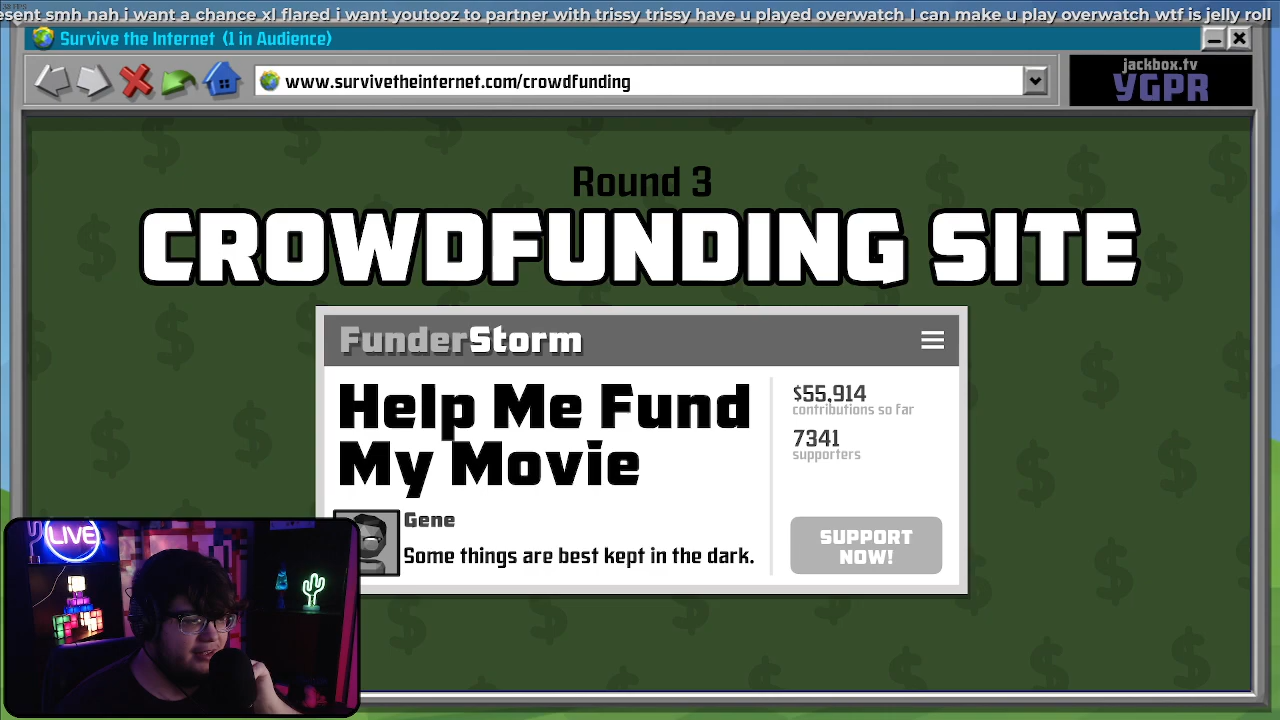 esent smh nah i want a chance xl flared i want youtooz to partner with trissy trissy have u played overwatch I can make u play overwatch wtf is jelly roll
Survive the Internet (1 in Audience)
www.survivetheinternet.com/crowdfunding
jackbox.tv
YGPR
Round 3
CROWDFUNDING SITE
FunderStorm
Help Me Fund
My Movie
$55,914
contributions so far
7341
supporters
Gene
Some things are best kept in the dark.
SUPPORT
NOW!
LIVE